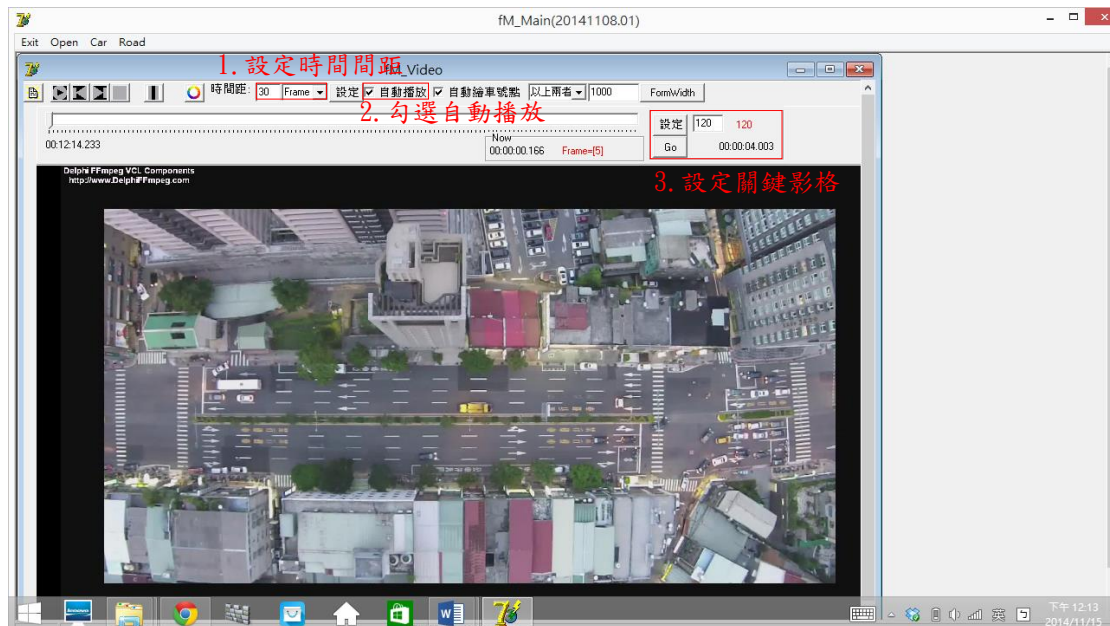 fM_Main(20141108.01)
Exit Open Car Road
1.設定時間間距
fM_Video
時間距: 30 Frame 設定 自動播放 自動繪車號點 以上兩者 1000 FormWidth
2.勾選自動播放
設定 120 120
00:12:14.233
Now
00:00:00.166 Frame=[5]
Go 00:00:04.003
Delphi FFmpeg VCL Components
http://www.DelphiFFmpeg.com
3.設定關鍵影格
英
下午 12:13
2014/11/15